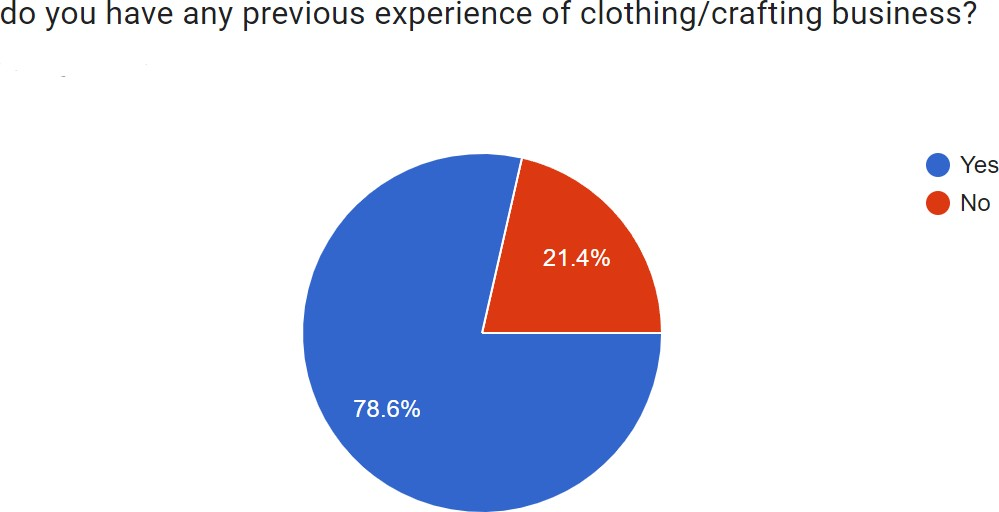 do you have any previous experience of clothing/crafting business?
Yes
No
21.4%
78.6%